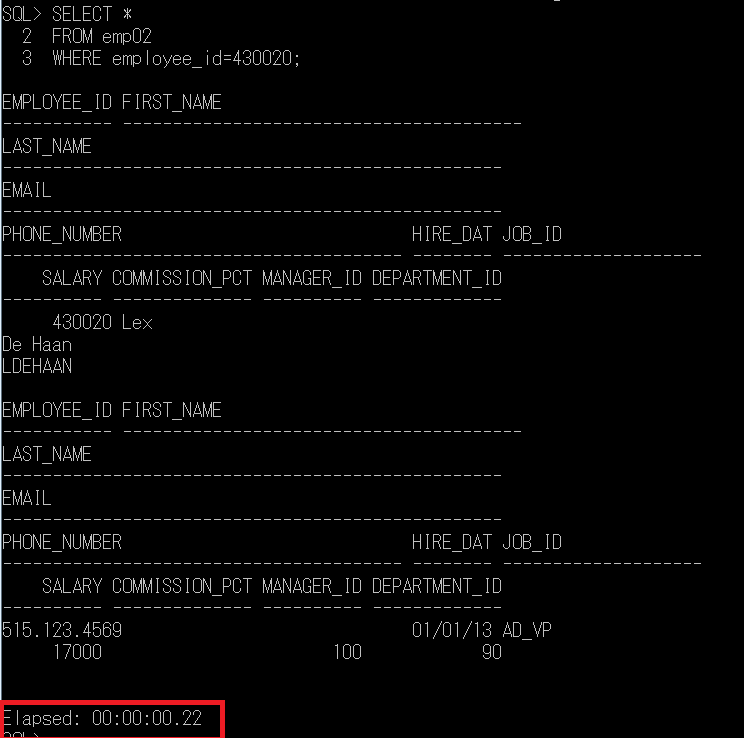 SQL> SELECT *
2 FROM emp02
3 WHERE employee_id=430020;
EMPLOYEE_ID FIRST_NAME
----------- ----------------------------------------
LAST_NAME
--------------------------------------------------
EMAIL
--------------------------------------------------
PHONE_NUMBER HIRE_DAT JOB_ID
---------------------------------------- -------- --------------------
SALARY COMMISSION_PCT MANAGER_ID DEPARTMENT_ID
---------- -------------- ---------- -------------
430020 Lex
De Haan
LDEHAAN
EMPLOYEE_ID FIRST_NAME
----------- ----------------------------------------
LAST_NAME
--------------------------------------------------
EMAIL
--------------------------------------------------
PHONE_NUMBER HIRE_DAT JOB_ID
---------------------------------------- -------- --------------------
SALARY COMMISSION_PCT MANAGER_ID DEPARTMENT_ID
---------- -------------- ---------- -------------
515.123.4569 01/01/13 AD_VP
17000 100 90
Elapsed: 00:00:00.22
SQL>